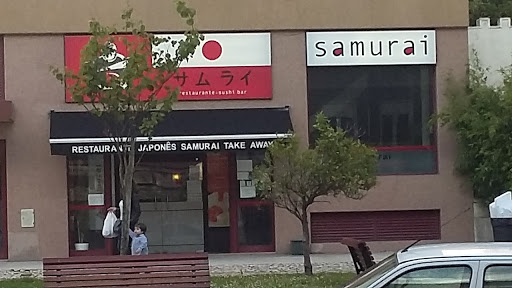 サムライ
restaurante-sushi bar
samurai
RESTAURANTE JAPONÊS SAMURAI TAKE AWAY